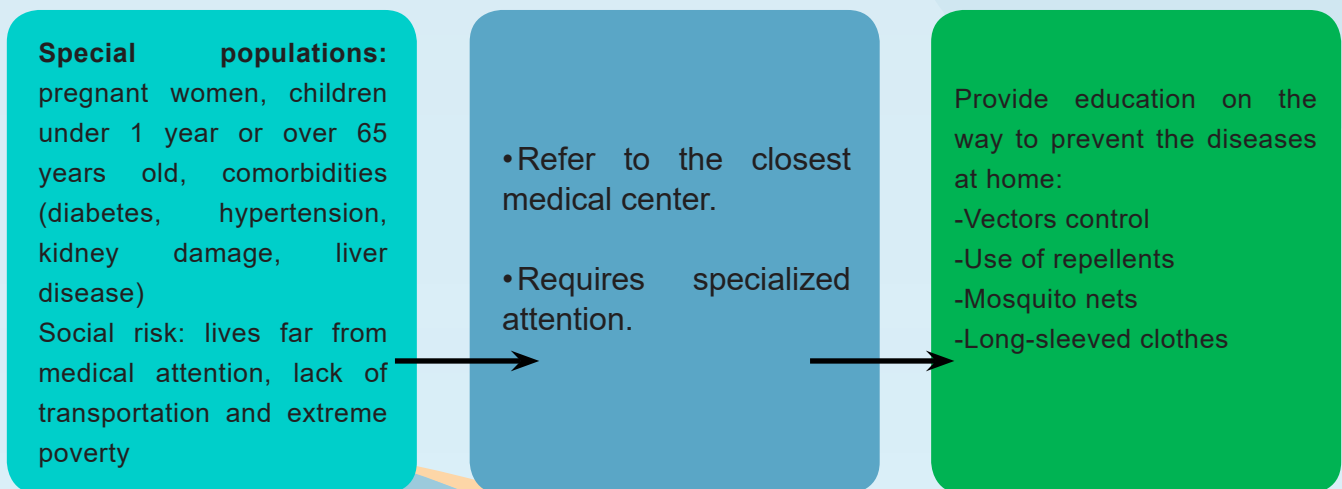 Special populations:
pregnant women, children
under 1 year or over 65
years old, comorbidities
(diabetes, hypertension,
kidney damage, liver
disease)
Social risk: lives far from
medical attention, lack of
transportation and extreme
poverty
•Refer to the closest
medical center.
•Requires specialized
attention.
Provide education on the
way to prevent the diseases
at home:
-Vectors control
-Use of repellents
-Mosquito nets
-Long-sleeved clothes